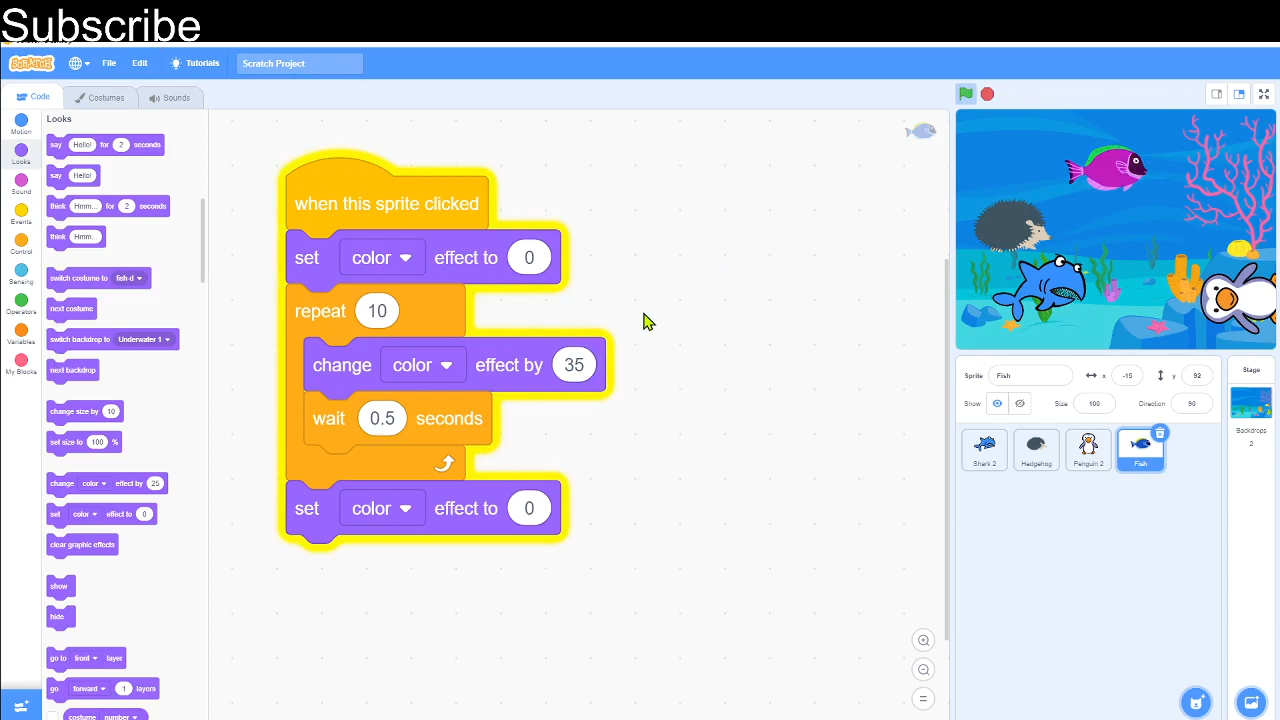 Subscribe
SCRATCH
File
Edit
Tutorials
Scratch Project
Code
Costumes
Sounds
Motion
Looks
Sound
Events
Control
Sensing
Operators
Variables
My Blocks
Looks
say Hello! for 2 seconds
say Hello!
think Hmm... for 2 seconds
think Hmm...
switch costume to fish-d
next costume
switch backdrop to Underwater 1
next backdrop
change size by 10
set size to 100 %
change color effect by 25
set color effect to 0
clear graphic effects
show
hide
go to front layer
go forward 1 layers
costume number
when this sprite clicked
set color effect to 0
repeat 10
change color effect by 35
wait 0.5 seconds
set color effect to 0
Sprite Fish x -15 y 92
Show Size 100 Direction 90
Shark 2
Hedgehog
Penguin 2
Fish
Stage
Backdrops
2